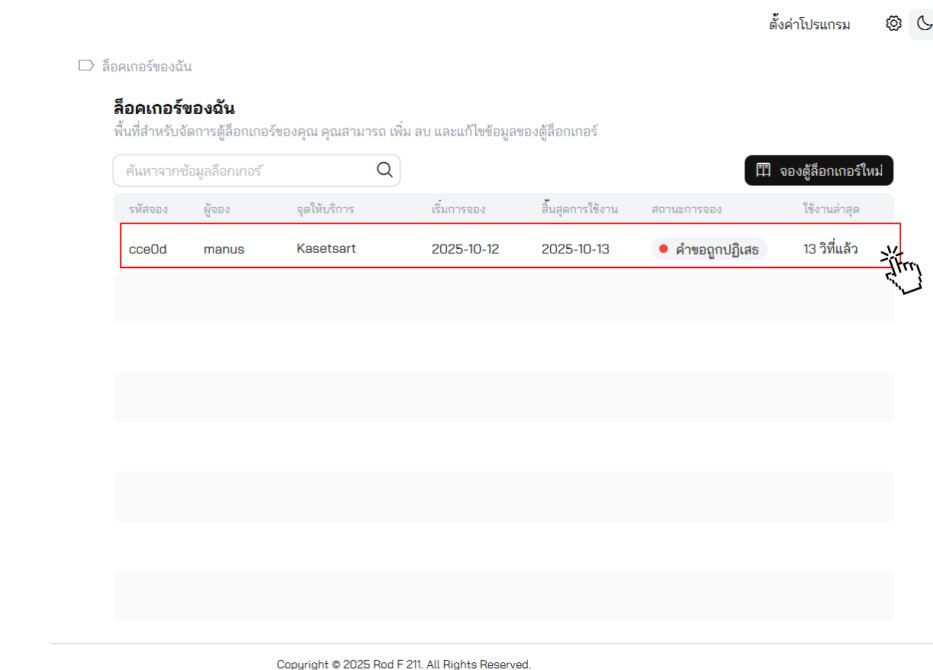 ตั้งค่าโปรแกรม
ล็อคเกอร์ของฉัน
ล็อคเกอร์ของฉัน
พื้นที่สำหรับจัดการตู้ล็อกเกอร์ของคุณ คุณสามารถ เพิ่ม ลบ และแก้ไขข้อมูลของตู้ล็อกเกอร์
ค้นหาจากข้อมูลล็อกเกอร์ จองตู้ล็อกเกอร์ใหม่
รหัสจอง ผู้จอง จุดให้บริการ เริ่มการจอง สิ้นสุดการใช้งาน สถานะการจอง ใช้งานล่าสุด
cce0d manus Kasetsart 2025-10-12 2025-10-13 คำขอถูกปฏิเสธ 13 วิที่แล้ว
Copyright © 2025 Rod F 211. All Rights Reserved.